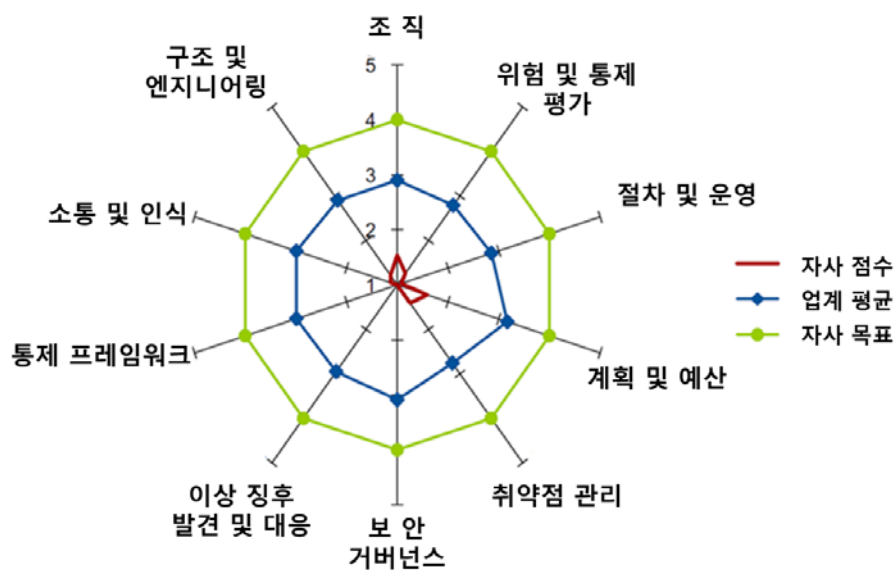 조 직
구조 및
엔지니어링
위험 및 통제
평가
5
4
3
2
1
소통 및 인식
절차 및 운영
자사 점수
업계 평균
자사 목표
통제 프레임워크
계획 및 예산
이상 징후
발견 및 대응
취약점 관리
보 안
거버넌스